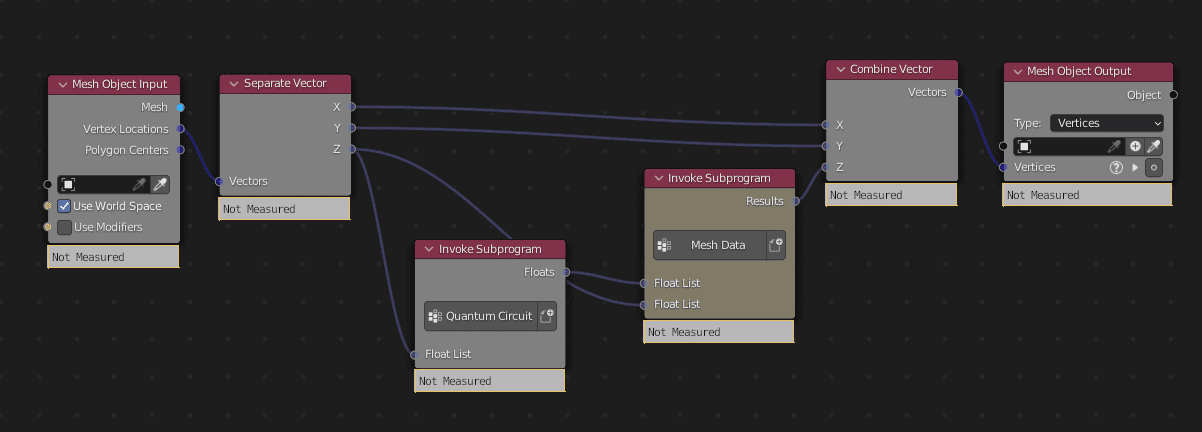 Mesh Object Input
Mesh
Vertex Locations
Polygon Centers
Use World Space
Use Modifiers
Not Measured
Separate Vector
X
Y
Z
Vectors
Not Measured
Invoke Subprogram
Floats
Quantum Circuit
Float List
Not Measured
Invoke Subprogram
Results
Mesh Data
Float List
Float List
Not Measured
Combine Vector
Vectors
X
Y
Z
Not Measured
Mesh Object Output
Object
Type: Vertices
Vertices ?
Not Measured